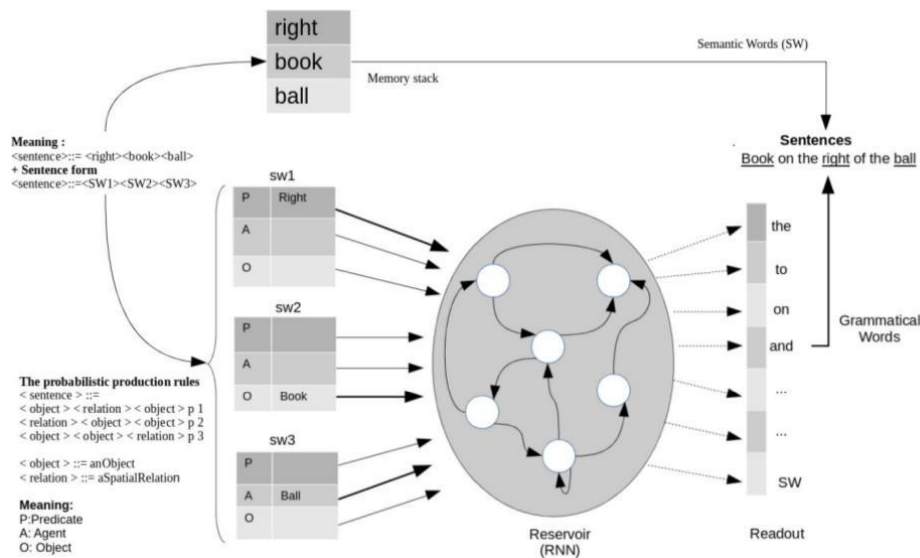 right
book
ball
Memory stack
Semantic Words (SW)
Meaning :
<sentence>::= <right><book><ball>
+ Sentence form
<sentence>::=<SW1><SW2><SW3>
Sentences
Book on the right of the ball
sw1
P Right
A
O
sw2
P
A
O Book
sw3
P
A Ball
O
The probabilistic production rules
< sentence > ::=
< object > < relation > < object > p 1
< relation > < object > < object > p 2
< object > < object > < relation > p 3
< object > ::= anObject
< relation > ::= aSpatialRelation
Meaning:
P:Predicate
A: Agent
O: Object
Reservoir
(RNN)
the
to
on
and
...
...
SW
Readout
Grammatical
Words